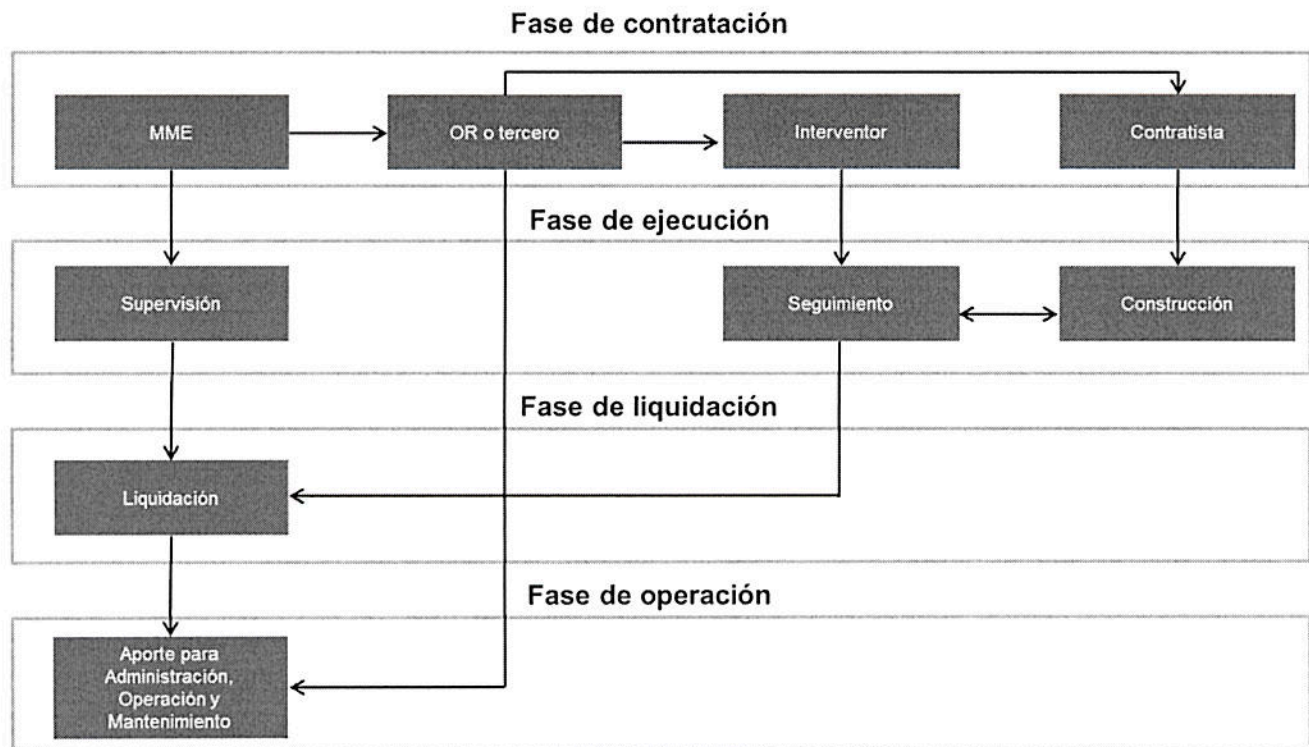 Fase de contratación
MME
OR o tercero
Interventor
Contratista
Fase de ejecución
Supervisión
Seguimiento
Construcción
Fase de liquidación
Liquidación
Fase de operación
Aporte para
Administración,
Operación y
Mantenimiento